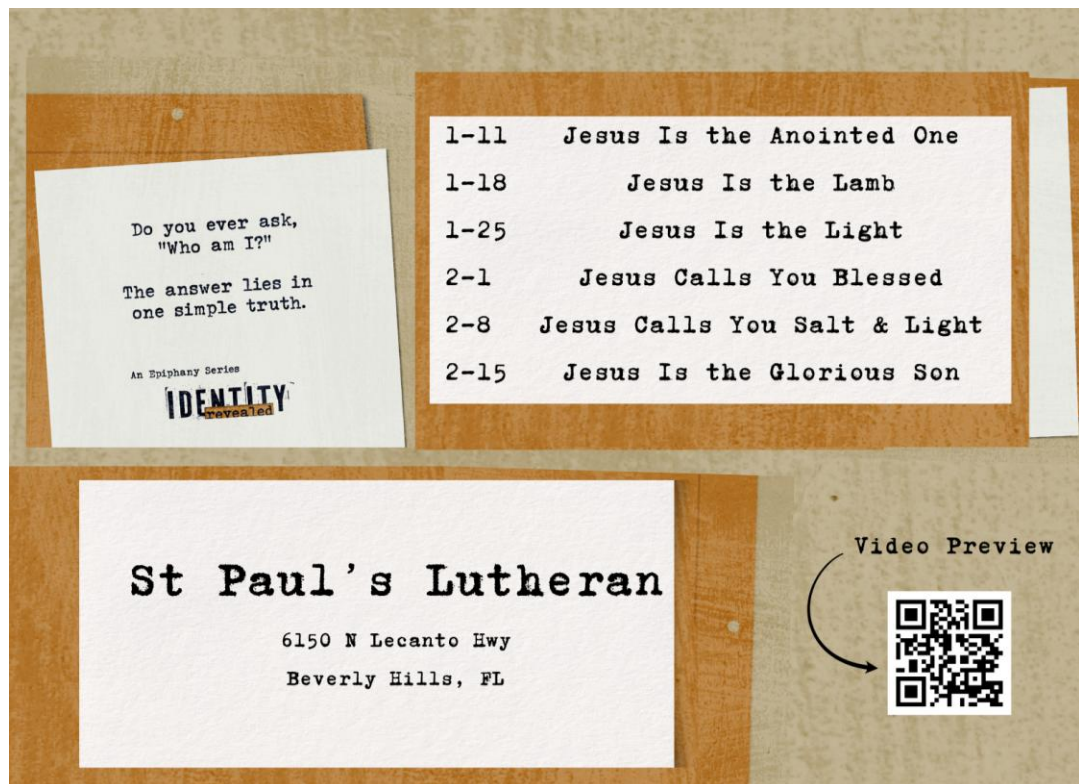 Do you ever ask,
"Who am I?"
The answer lies in
one simple truth.
An Epiphany Series
IDENTITY
revealed
1-11 Jesus Is the Anointed One
1-18 Jesus Is the Lamb
1-25 Jesus Is the Light
2-1 Jesus Calls You Blessed
2-8 Jesus Calls You Salt & Light
2-15 Jesus Is the Glorious Son
St Paul's Lutheran
6150 N Lecanto Hwy
Beverly Hills, FL
Video Preview